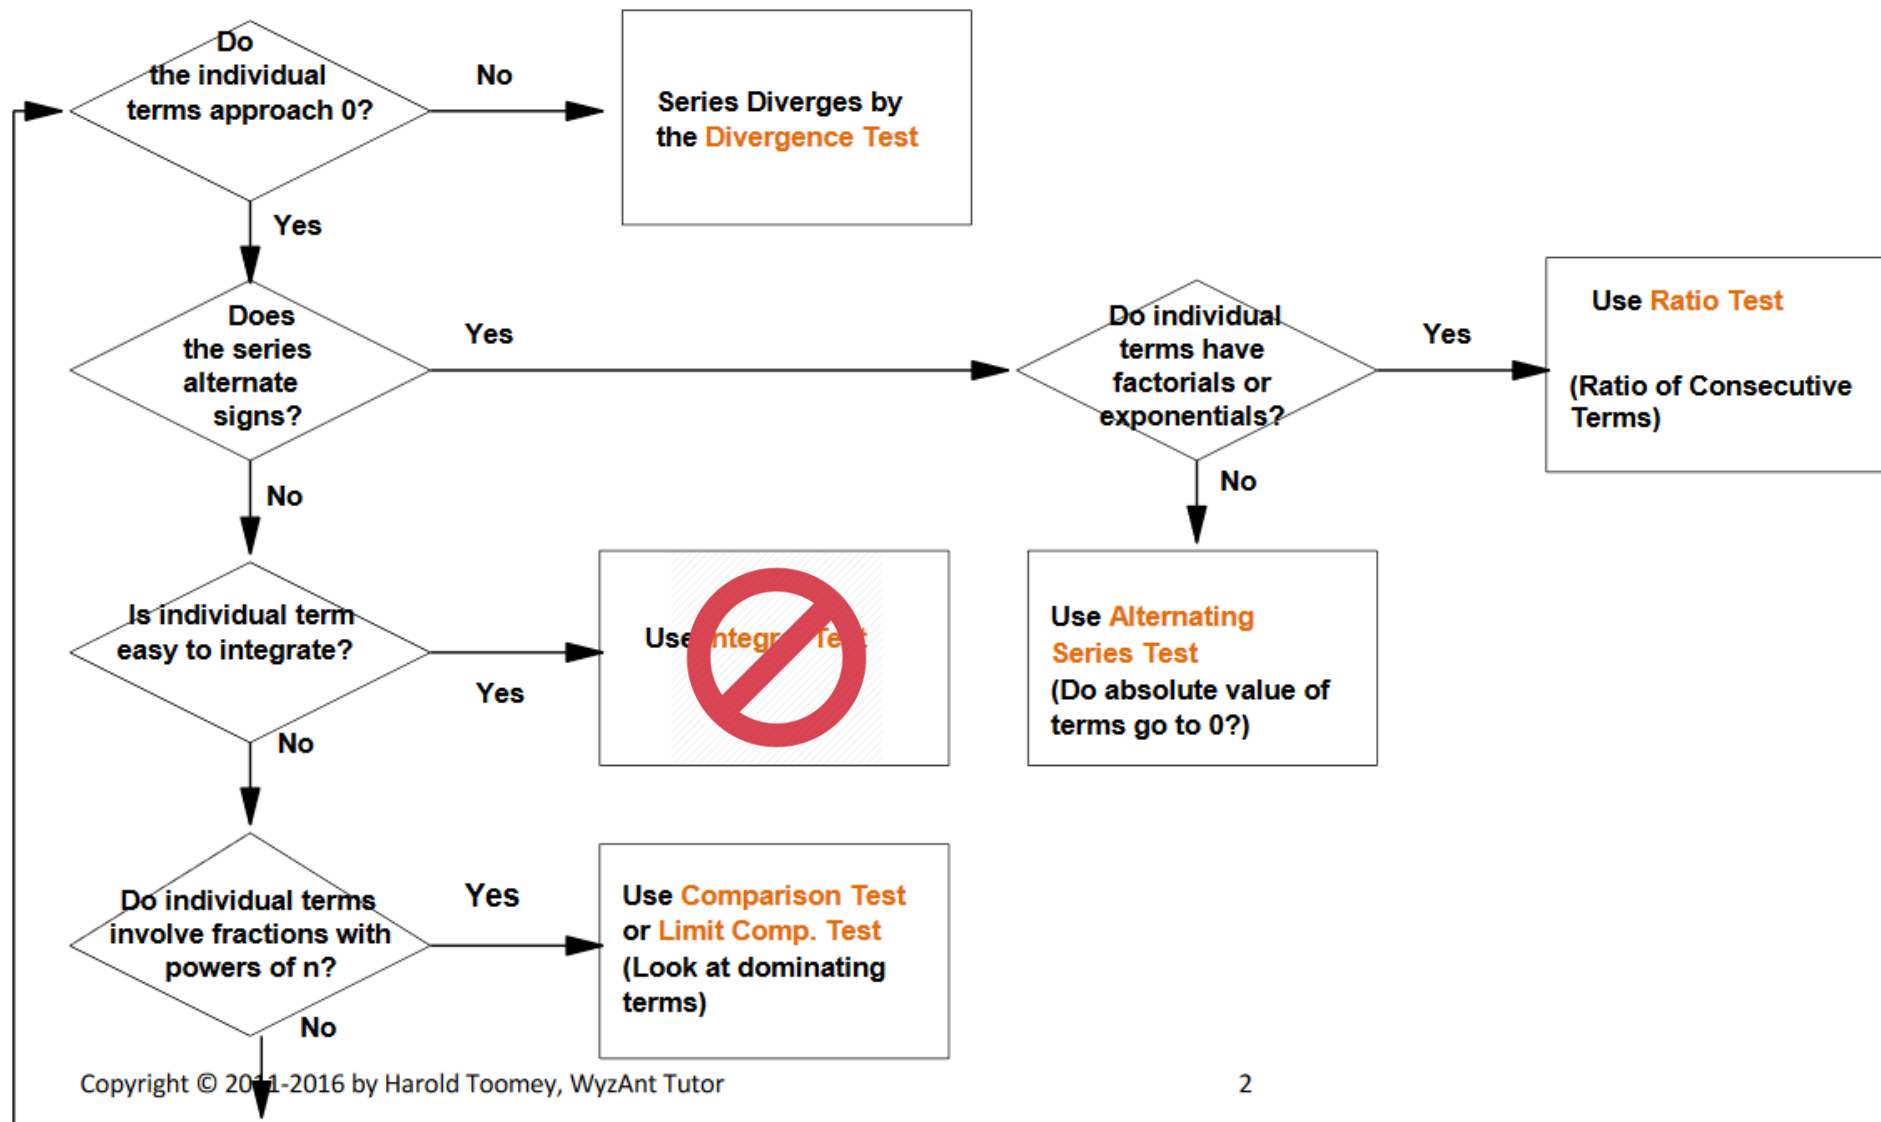 Do
the individual
terms approach 0?
No
Series Diverges by
the Divergence Test
Yes
Does
the series
alternate
signs?
Yes
Do individual
terms have
factorials or
exponentials?
Yes
Use Ratio Test
(Ratio of Consecutive
Terms)
No
No
Is individual term
easy to integrate?
Yes
Use
Use Alternating
Series Test
(Do absolute value of
terms go to 0?)
No
Do individual terms
involve fractions with
powers of n?
Yes
Use Comparison Test
or Limit Comp. Test
(Look at dominating
terms)
No
Copyright © 2011-2016 by Harold Toomey, WyzAnt Tutor
2